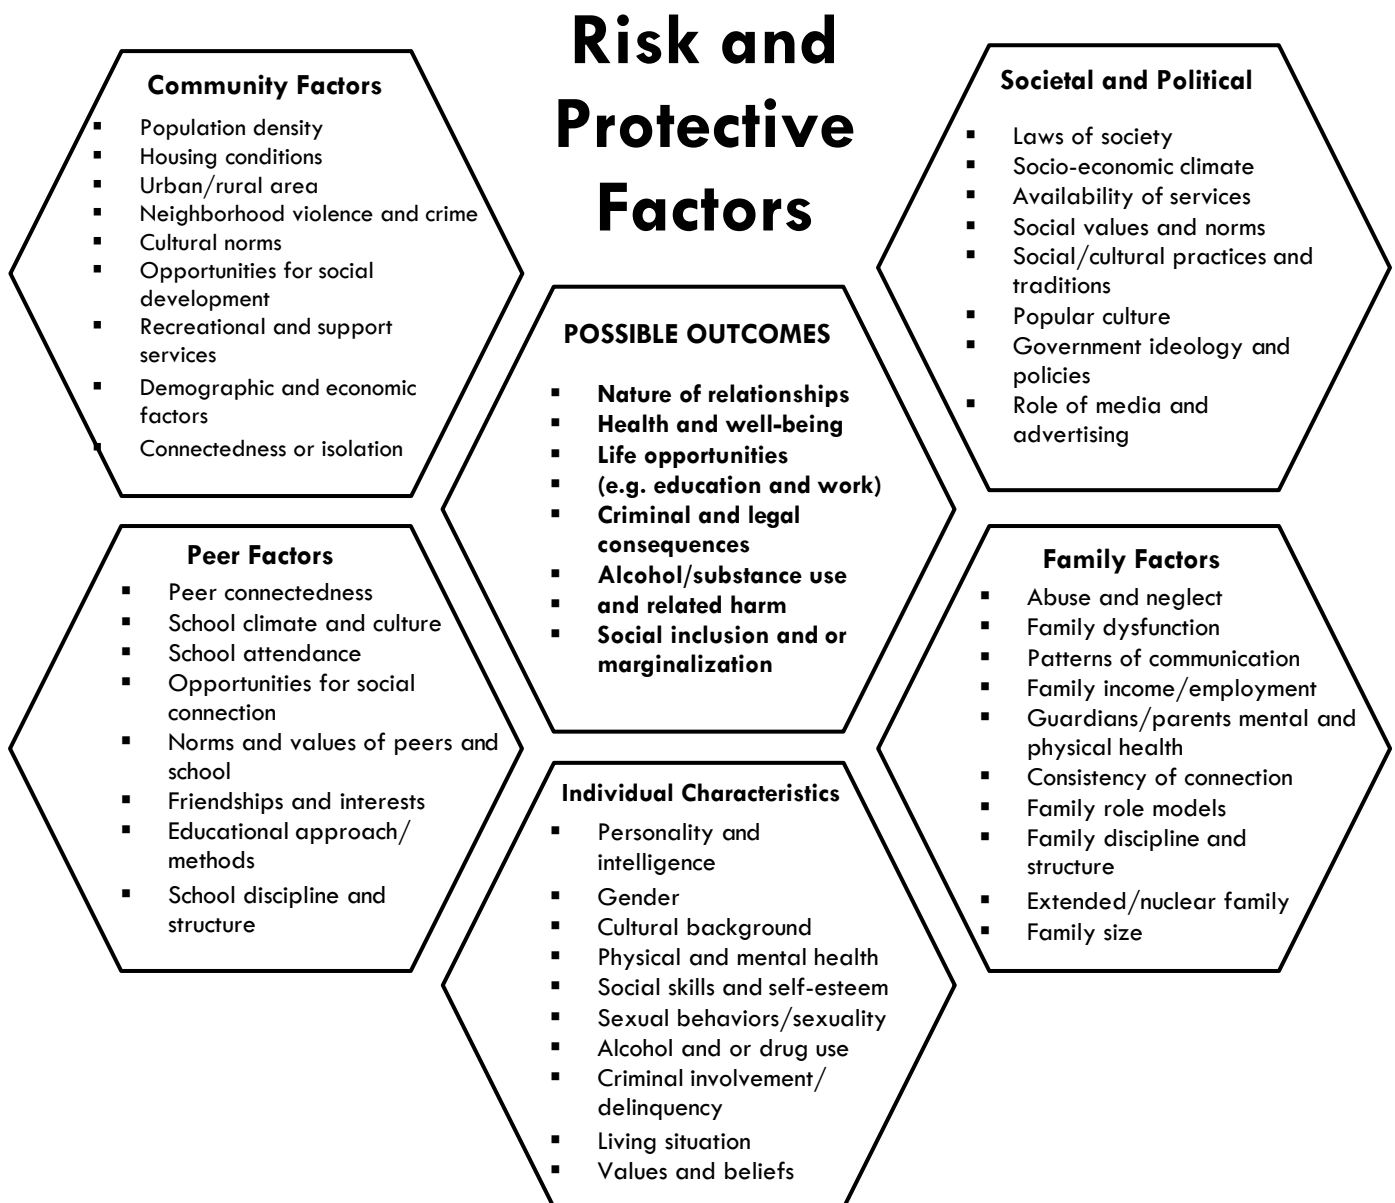 Risk and
Protective
Factors
Community Factors
▪ Population density
▪ Housing conditions
▪ Urban/rural area
▪ Neighborhood violence and crime
▪ Cultural norms
▪ Opportunities for social
development
▪ Recreational and support
services
▪ Demographic and economic
factors
▪ Connectedness or isolation
Societal and Political
▪ Laws of society
▪ Socio-economic climate
▪ Availability of services
▪ Social values and norms
▪ Social/cultural practices and
traditions
▪ Popular culture
▪ Government ideology and
policies
▪ Role of media and
advertising
POSSIBLE OUTCOMES
▪ Nature of relationships
▪ Health and well-being
▪ Life opportunities
▪ (e.g. education and work)
▪ Criminal and legal
consequences
▪ Alcohol/substance use
▪ and related harm
▪ Social inclusion and or
marginalization
Peer Factors
▪ Peer connectedness
▪ School climate and culture
▪ School attendance
▪ Opportunities for social
connection
▪ Norms and values of peers and
school
▪ Friendships and interests
▪ Educational approach/
methods
▪ School discipline and
structure
Family Factors
▪ Abuse and neglect
▪ Family dysfunction
▪ Patterns of communication
▪ Family income/employment
▪ Guardians/parents mental and
physical health
▪ Consistency of connection
▪ Family role models
▪ Family discipline and
structure
▪ Extended/nuclear family
▪ Family size
Individual Characteristics
▪ Personality and
intelligence
▪ Gender
▪ Cultural background
▪ Physical and mental health
▪ Social skills and self-esteem
▪ Sexual behaviors/sexuality
▪ Alcohol and or drug use
▪ Criminal involvement/
delinquency
▪ Living situation
▪ Values and beliefs